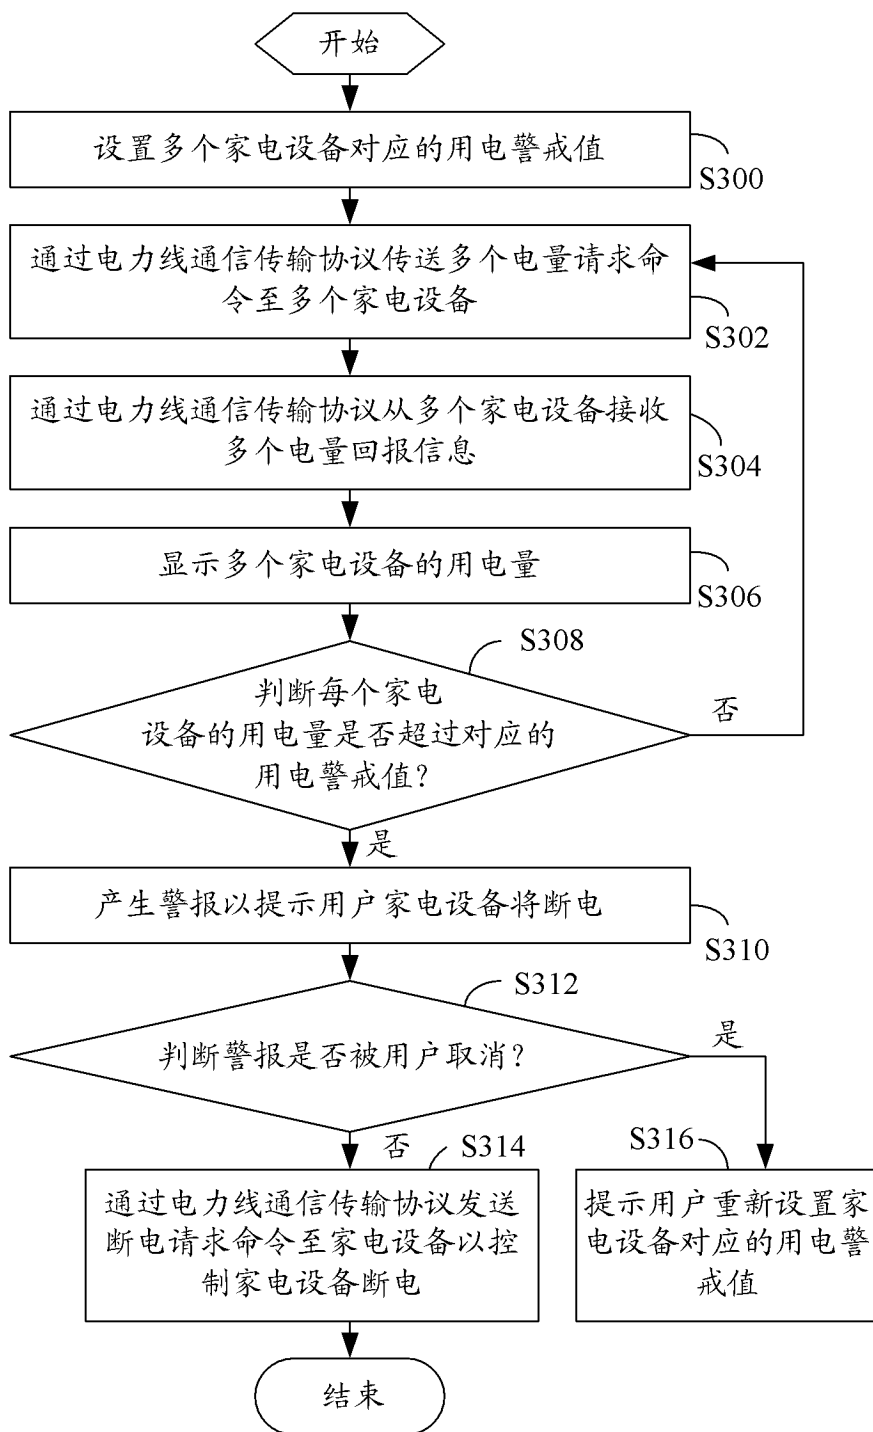 开始
设置多个家电设备对应的用电警戒值
S300
通过电力线通信传输协议传送多个电量请求命
令至多个家电设备
S302
通过电力线通信传输协议从多个家电设备接收
多个电量回报信息
S304
显示多个家电设备的用电量
S306
S308
判断每个家电
设备的用电量是否超过对应的
用电警戒值?
否
是
产生警报以提示用户家电设备将断电
S310
S312
判断警报是否被用户取消?
是
否
S314
S316
通过电力线通信传输协议发送
断电请求命令至家电设备以控
制家电设备断电
提示用户重新设置家
电设备对应的用电警
戒值
结束